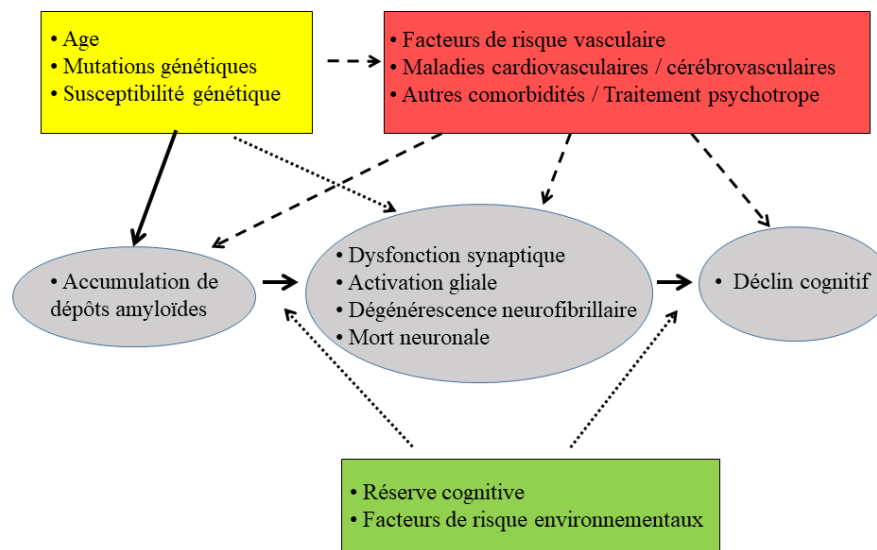 • Age
• Mutations génétiques
• Susceptibilité génétique
• Facteurs de risque vasculaire
• Maladies cardiovasculaires / cérébrovasculaires
• Autres comorbidités / Traitement psychotrope
• Accumulation de
dépôts amyloïdes
• Dysfonction synaptique
• Activation gliale
• Dégénérescence neurofibrillaire
• Mort neuronale
• Déclin cognitif
• Réserve cognitive
• Facteurs de risque environnementaux